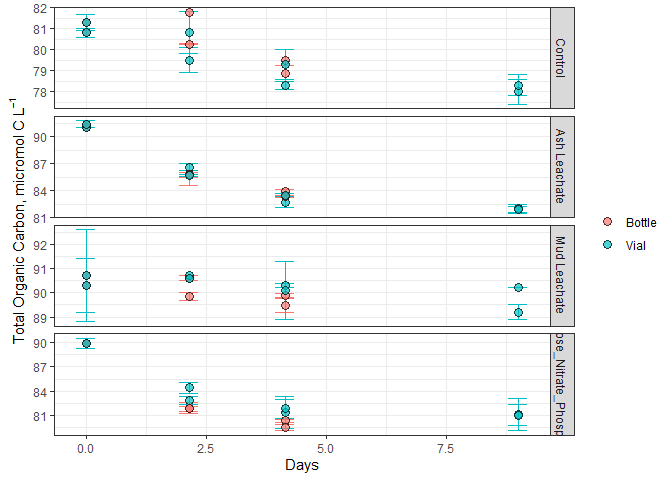 Total Organic Carbon, micromol C L⁻¹
82
81
80
79
78
Control
90
87
84
81
Ash Leachate
92
91
90
89
Mud Leachate
90
87
84
81
ose_Nitrate_Phosp
0.0
2.5
5.0
7.5
Days
Bottle
Vial